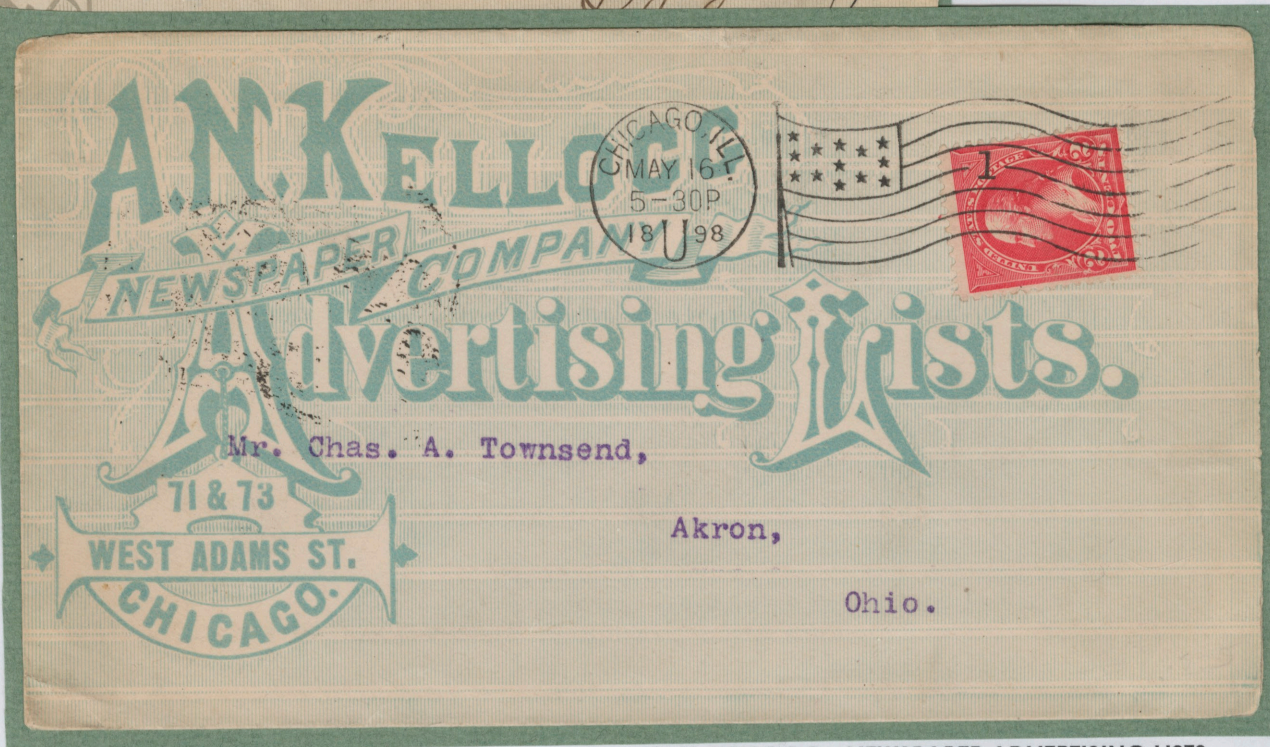 A.N. KELLOGG
NEWSPAPER COMPANY
Advertising Lists.
71 & 73
WEST ADAMS ST.
CHICAGO.
CHICAGO, ILL.
MAY 16
5-30P
18 98
U
1
Mr. Chas. A. Townsend,
Akron,
Ohio.